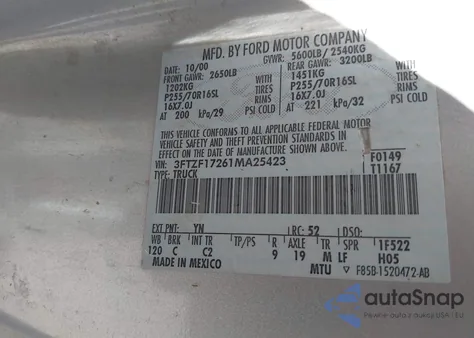 MFD. BY FORD MOTOR COMPANY
DATE: 10/00 GVWR: 5600LB/ 2540KG
FRONT GAWR: 2650LB REAR GAWR: 3200LB
1202KG WITH 1451KG WITH
P255/70R16SL TIRES P255/70R16SL TIRES
16X7.0J RIMS 16X7.0J RIMS
AT 200 kPa/29 PSI COLD AT 221 kPa/32 PSI COLD
THIS VEHICLE CONFORMS TO ALL APPLICABLE FEDERAL MOTOR
VEHICLE SAFETY AND THEFT PREVENTION STANDARDS IN
EFFECT ON THE DATE OF MANUFACTURE SHOWN ABOVE.
VIN: 3FTZF17261MA25423 F0149
TYPE: TRUCK T1167
EXT PNT: YN RC: 52 DSO:
WB BRK INT TR TP/PS R AXLE TR SPR 1F522
120 C C2 9 19 M LF H05
MADE IN MEXICO MTU F85B-1520472-AB
autoSnap
Pewne auto z USA i EU